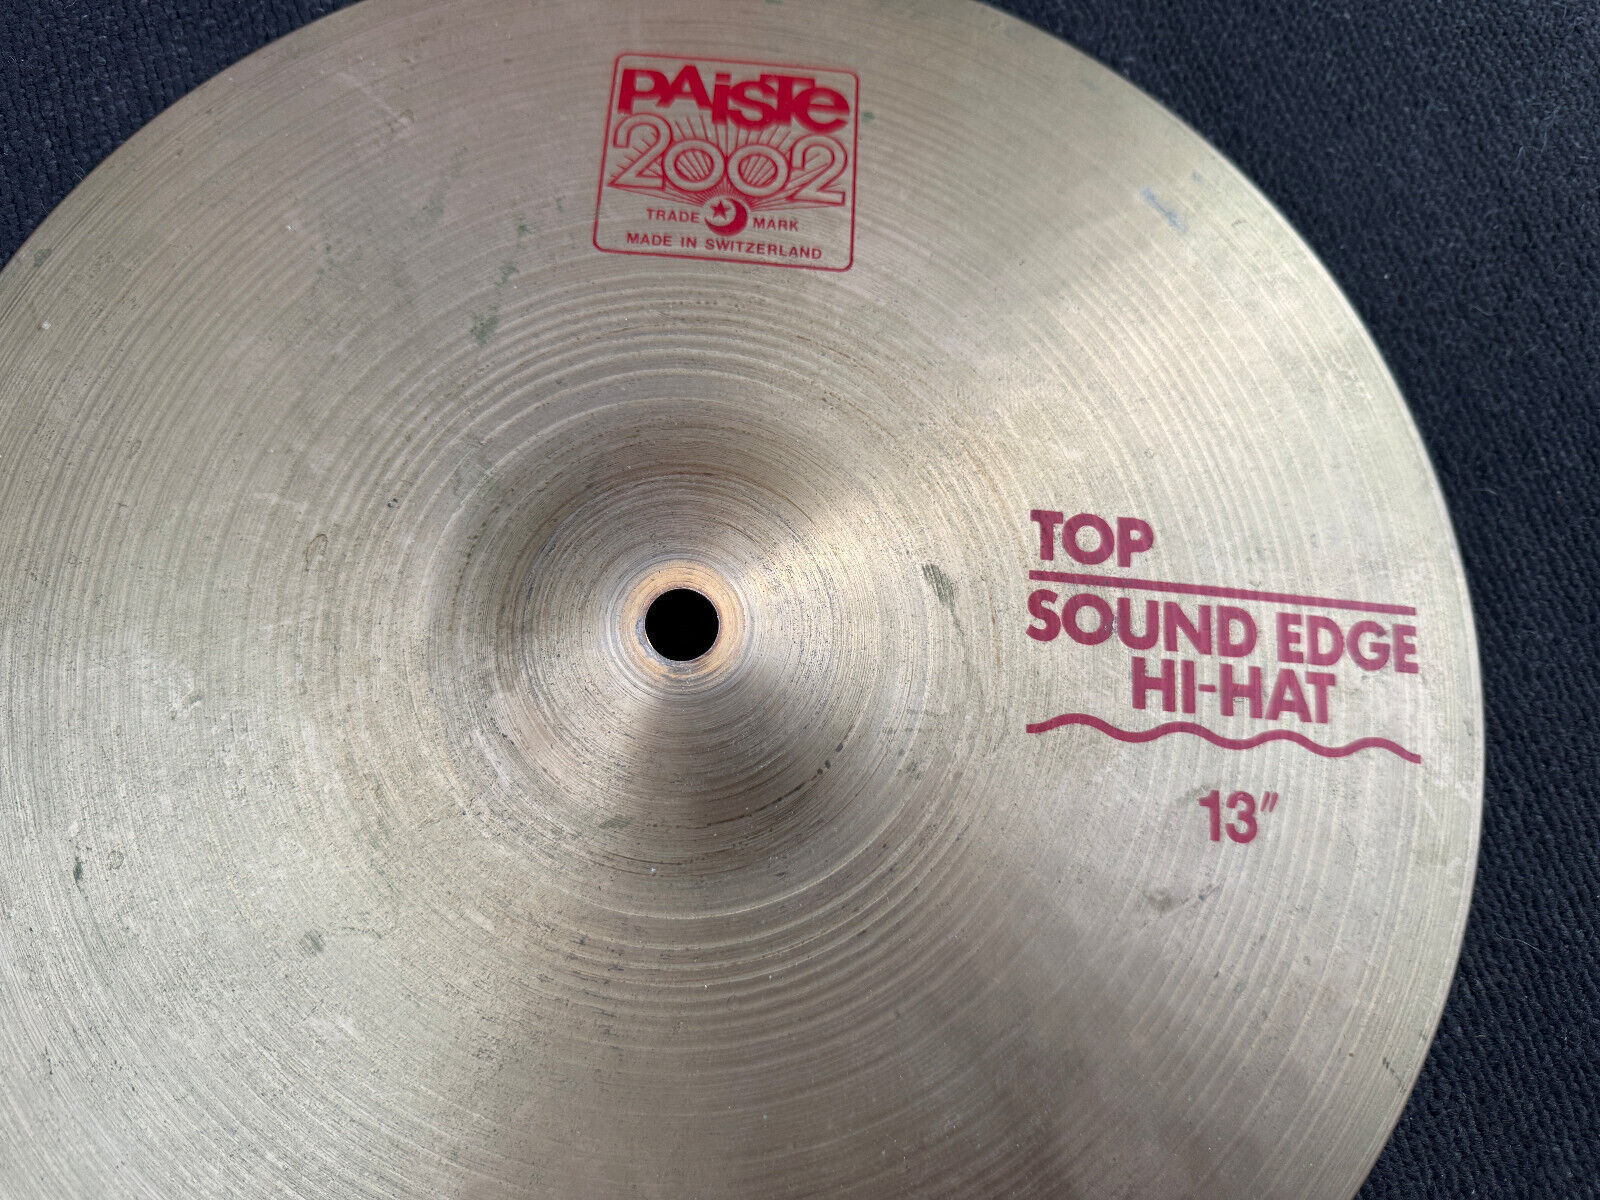 PAiSTe
2002
TRADE MARK
MADE IN SWITZERLAND
TOP
SOUND EDGE
HI-HAT
13"